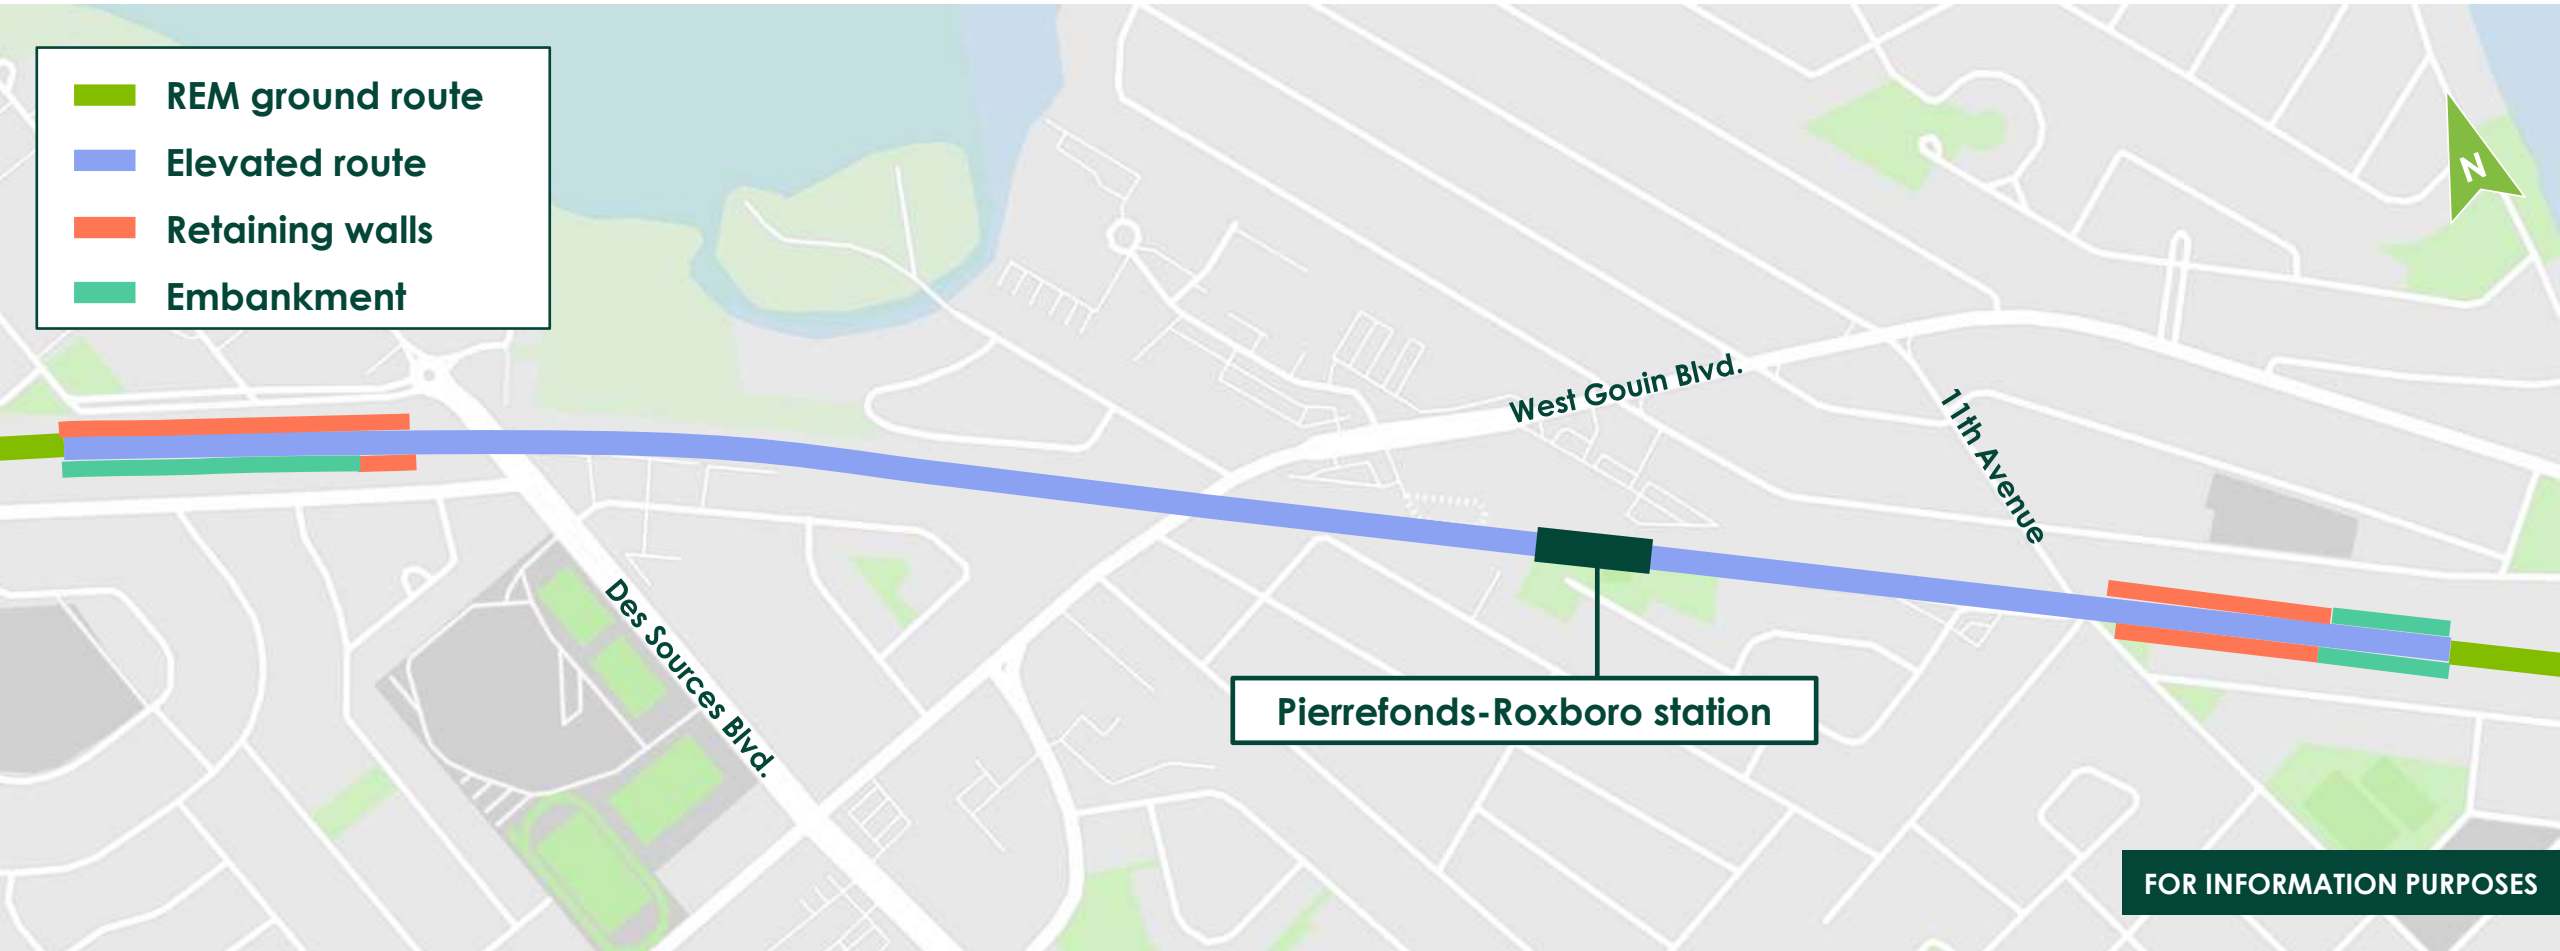 REM ground route
Elevated route
Retaining walls
Embankment
N
West Gouin Blvd.
11th Avenue
Des Sources Blvd.
Pierrefonds-Roxboro station
FOR INFORMATION PURPOSES